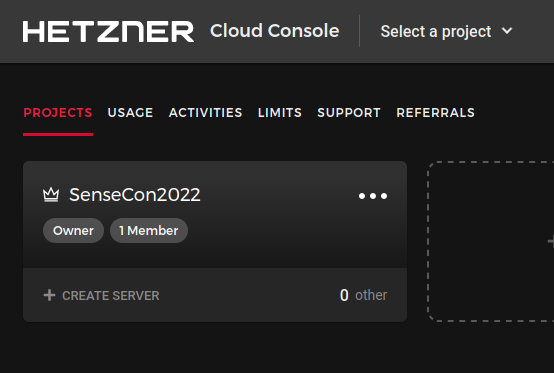 HETZNER Cloud Console Select a project
PROJECTS USAGE ACTIVITIES LIMITS SUPPORT REFERRALS
SenseCon2022
Owner 1 Member
CREATE SERVER 0 other